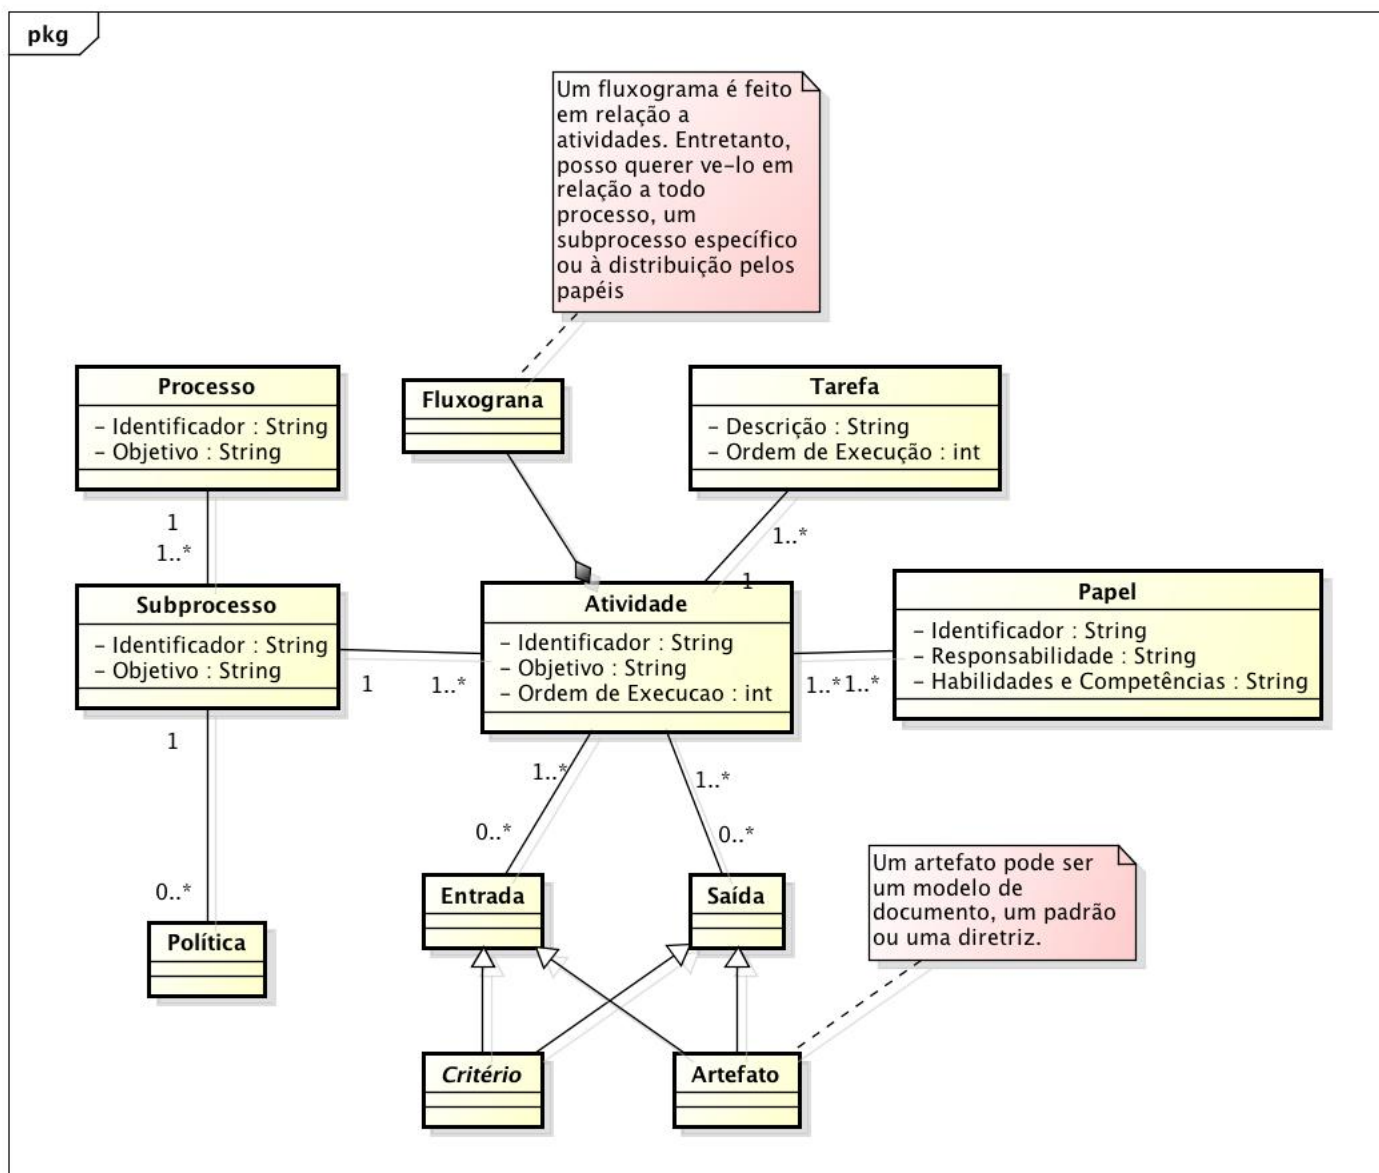 pkg
Um fluxograma é feito
em relação a
atividades. Entretanto,
posso querer ve-lo em
relação a todo
processo, um
subprocesso específico
ou à distribuição pelos
papéis
Processo
- Identificador : String
- Objetivo : String
Fluxograna
Tarefa
- Descrição : String
- Ordem de Execução : int
1
1..*
1..*
1
Subprocesso
- Identificador : String
- Objetivo : String
1
1..*
Atividade
- Identificador : String
- Objetivo : String
- Ordem de Execucao : int
1..*
1..*
Papel
- Identificador : String
- Responsabilidade : String
- Habilidades e Competências : String
1
0..*
Política
1..*
0..*
1..*
0..*
Entrada
Saída
Um artefato pode ser
um modelo de
documento, um padrão
ou uma diretriz.
Critério
Artefato